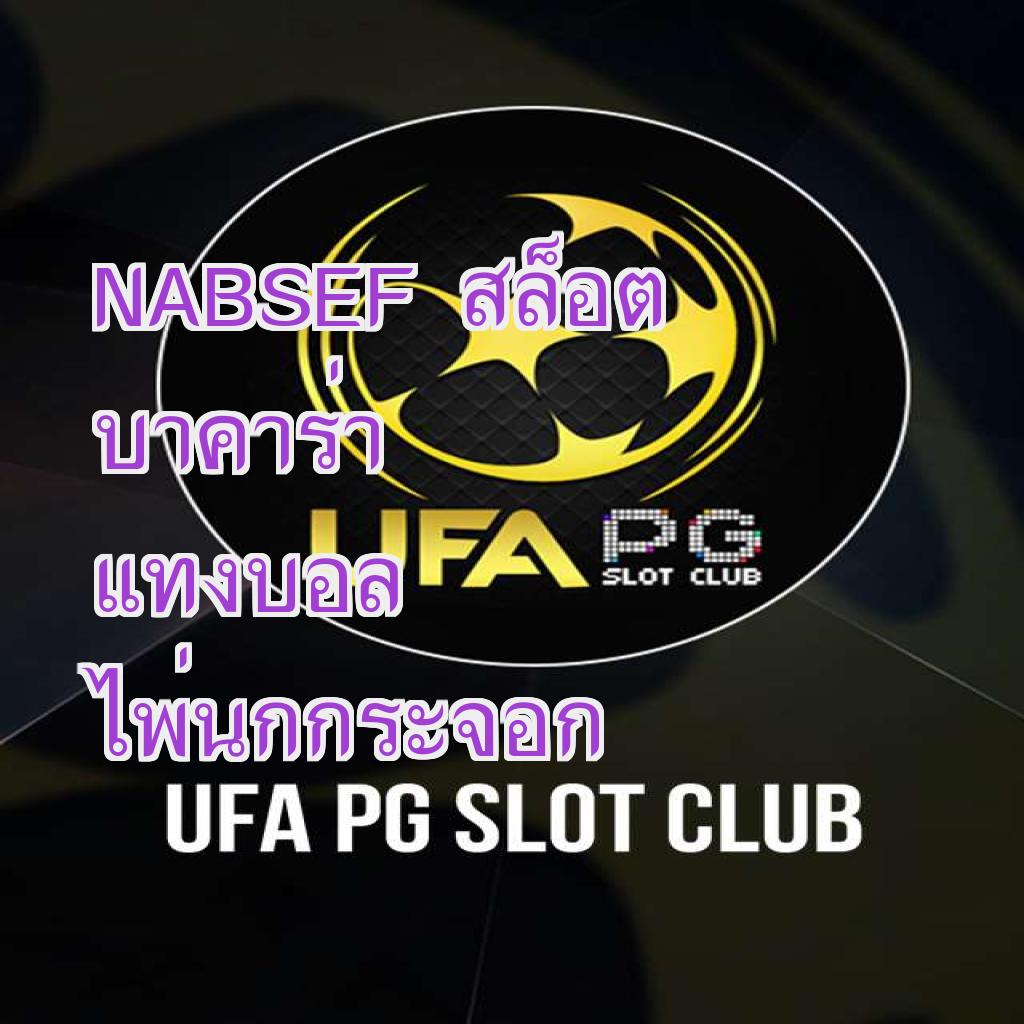 NABSEF สล็อต
บาคาร่า
UFA PG
SLOT CLUB
แทงบอล
ไพ่นกกระจอก
UFA PG SLOT CLUB